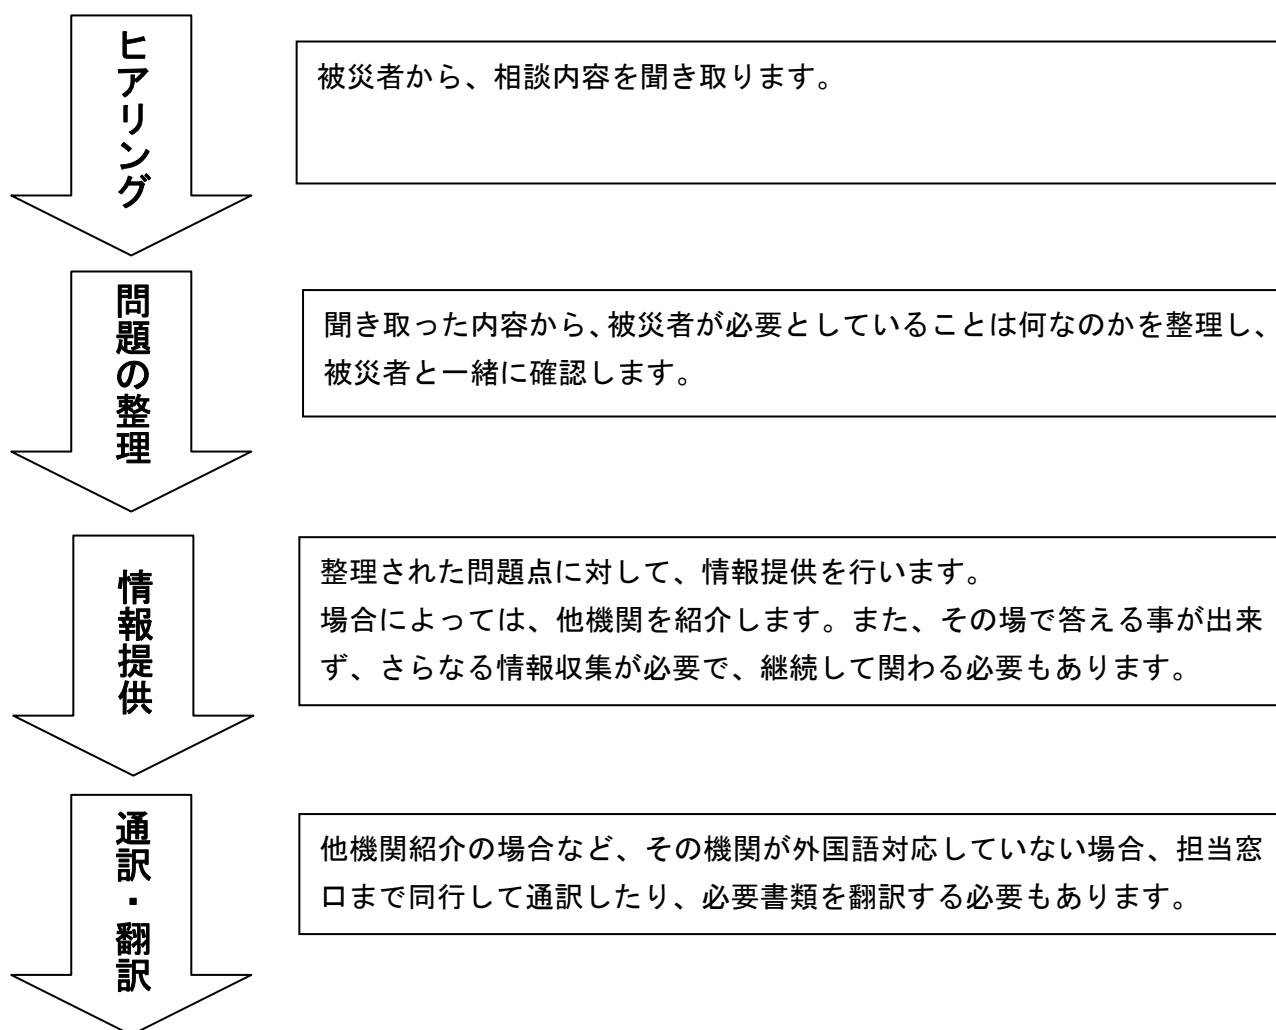 ヒアリング
被災者から、相談内容を聞き取ります。
問題の整理
聞き取った内容から、被災者が必要としていることは何なのかを整理し、
被災者と一緒に確認します。
情報提供
整理された問題点に対して、情報提供を行います。
場合によっては、他機関を紹介します。また、その場で答える事が出来
ず、さらなる情報収集が必要で、継続して関わる必要もあります。
通訳・翻訳
他機関紹介の場合など、その機関が外国語対応していない場合、担当窓
口まで同行して通訳したり、必要書類を翻訳する必要もあります。